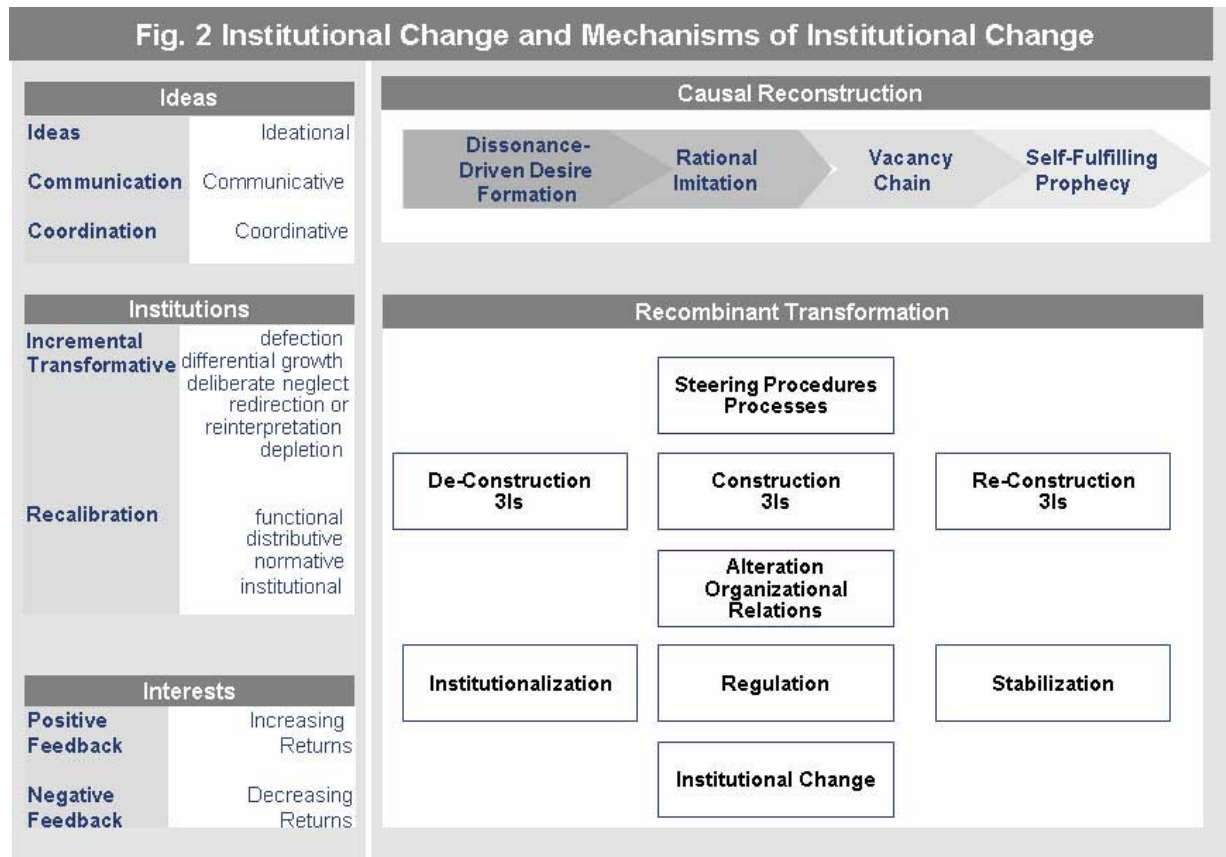 Fig. 2 Institutional Change and Mechanisms of Institutional Change
Ideas
Ideas Ideational
Communication Communicative
Coordination Coordinative
Institutions
Incremental defection
Transformative differential growth
deliberate neglect
redirection or
reinterpretation
depletion
Recalibration functional
distributive
normative
institutional
Interests
Positive Increasing
Feedback Returns
Negative Decreasing
Feedback Returns
Causal Reconstruction
Dissonance-
Driven Desire
Formation
Rational
Imitation
Vacancy
Chain
Self-Fulfilling
Prophecy
Recombinant Transformation
Steering Procedures
Processes
De-Construction
3Is
Construction
3Is
Re-Construction
3Is
Alteration
Organizational
Relations
Institutionalization
Regulation
Stabilization
Institutional Change